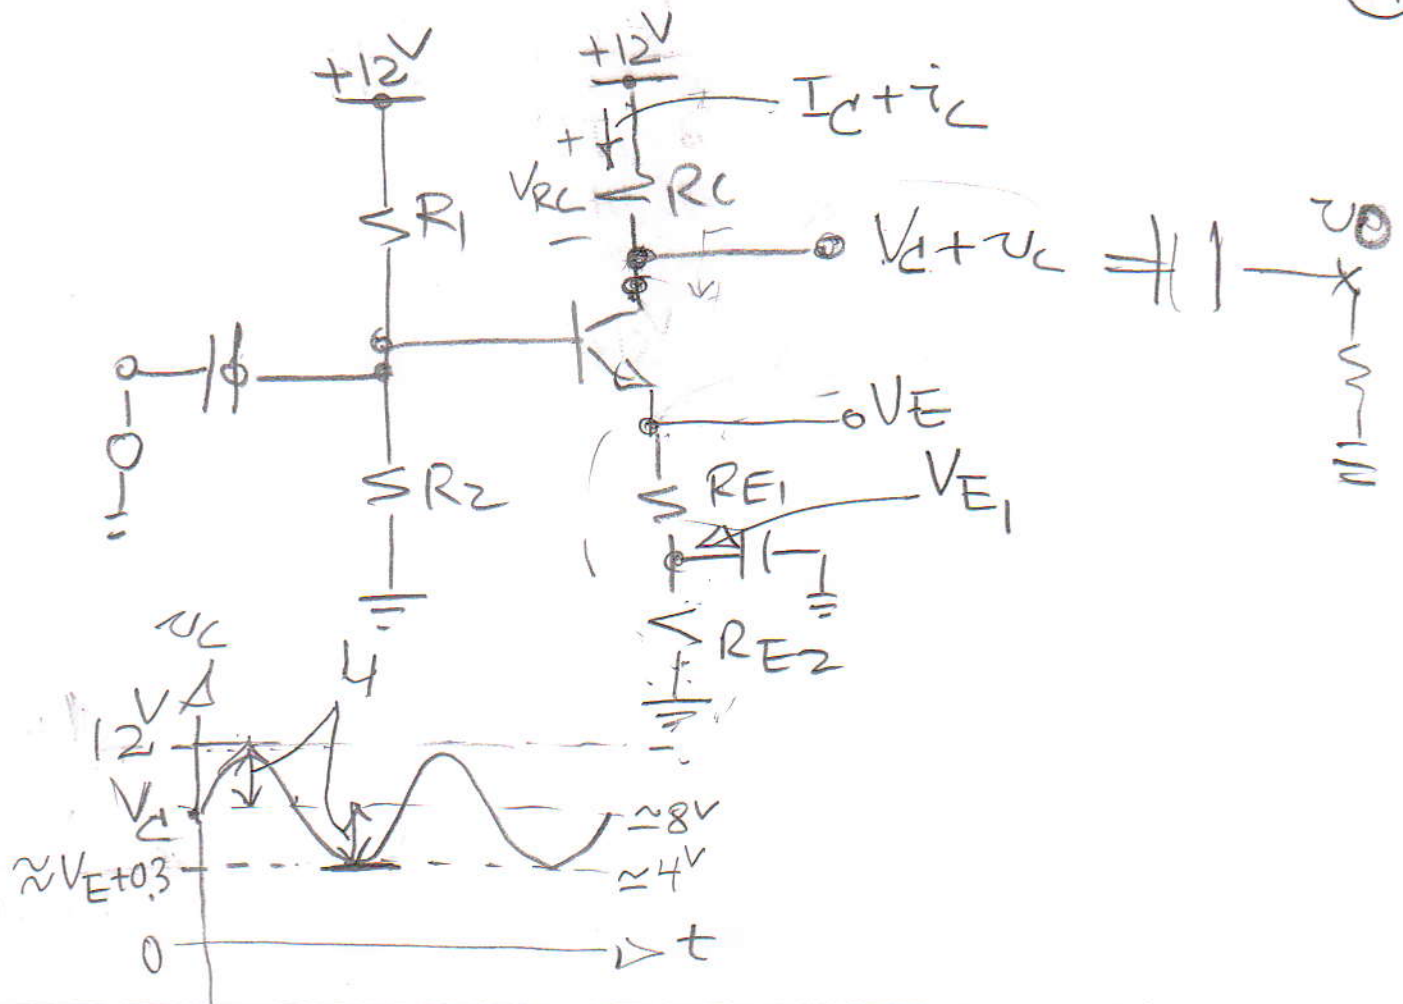 +12V
+12V
IC+iC
+
VRC
RC
R1
−
VC+vC
vO
VE
R2
RE1
VE1
RE2
vC
4
12V
VC
≃8V
≈VE+0.3
≃4V
0
t